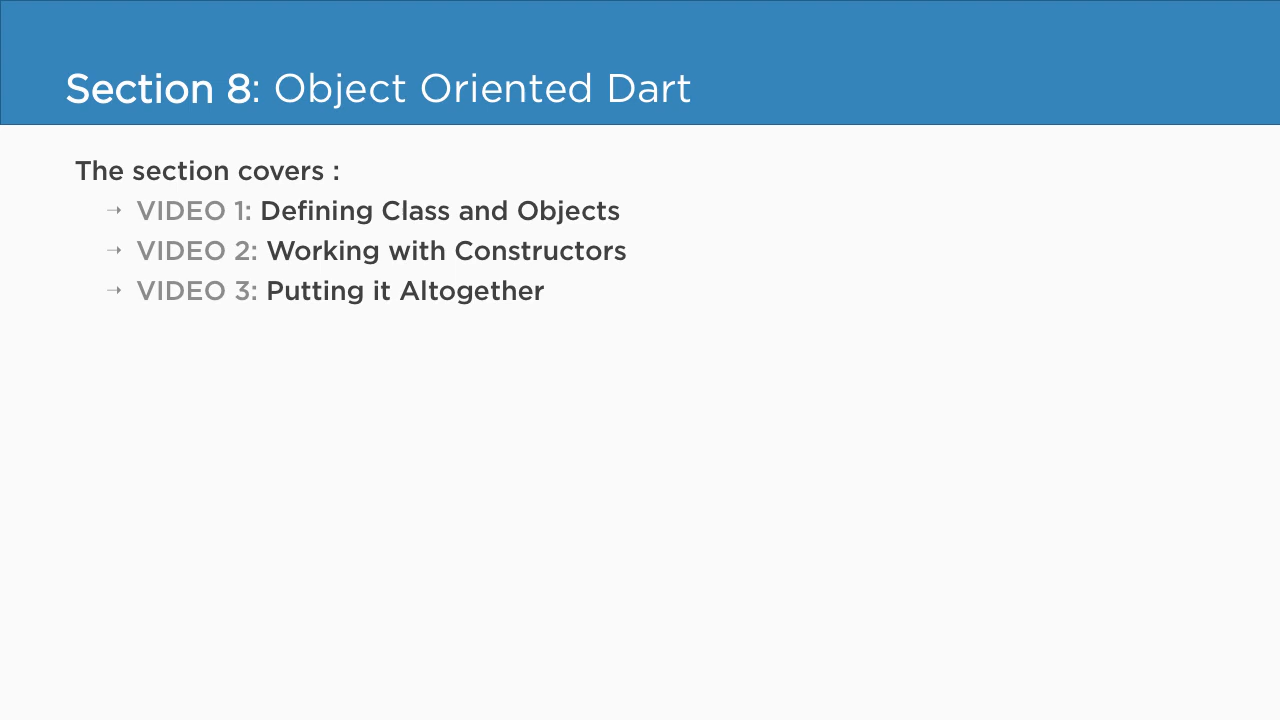 Section 8: Object Oriented Dart
The section covers :
→ VIDEO 1: Defining Class and Objects
→ VIDEO 2: Working with Constructors
→ VIDEO 3: Putting it Altogether